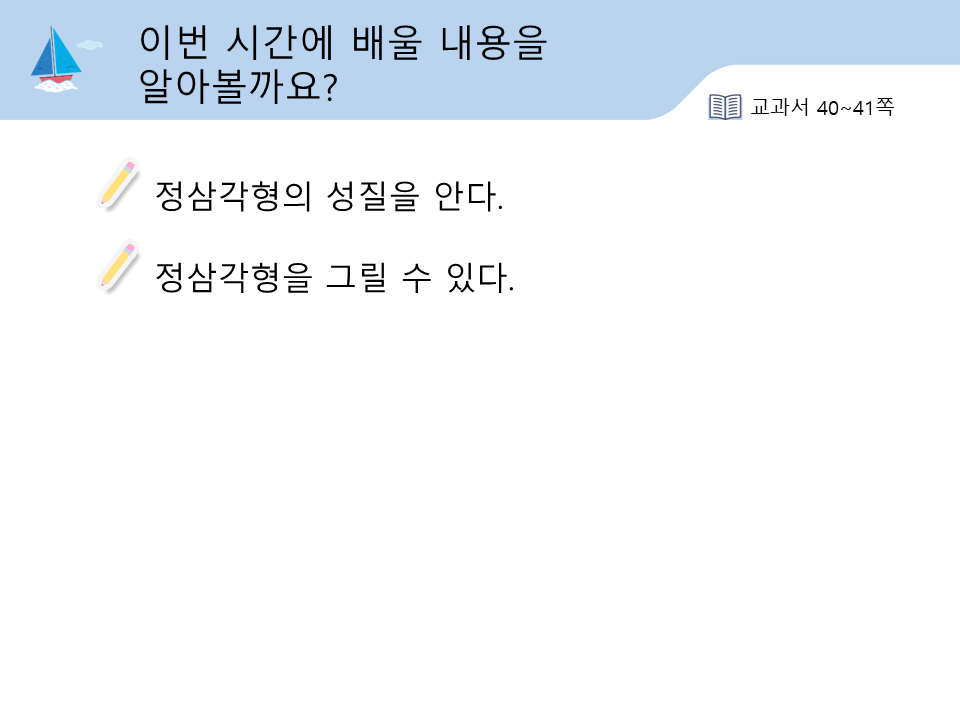 이번 시간에 배울 내용을
알아볼까요?
교과서 40~41쪽
정삼각형의 성질을 안다.
정삼각형을 그릴 수 있다.